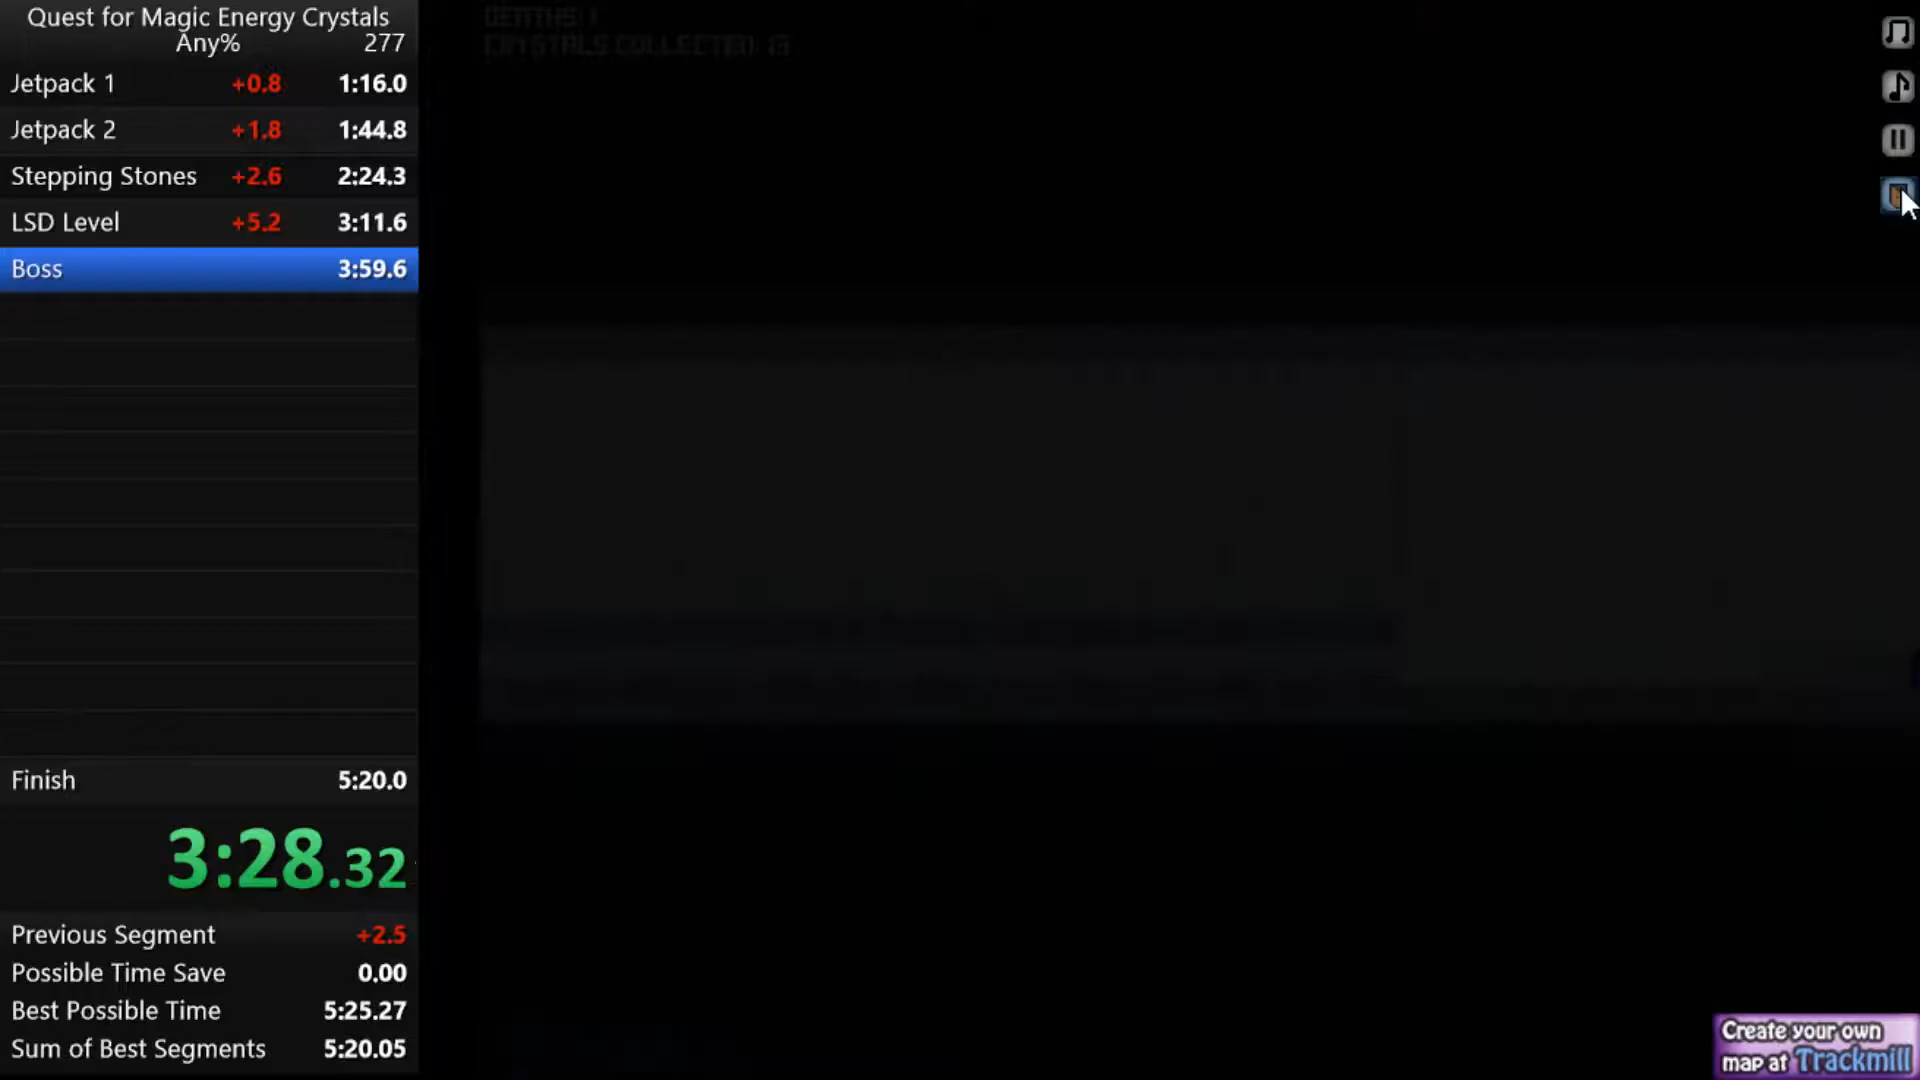 Quest for Magic Energy Crystals
Any% 277
Jetpack 1 +0.8 1:16.0
Jetpack 2 +1.8 1:44.8
Stepping Stones +2.6 2:24.3
LSD Level +5.2 3:11.6
Boss 3:59.6
Finish 5:20.0
3:28.32
Previous Segment +2.5
Possible Time Save 0.00
Best Possible Time 5:25.27
Sum of Best Segments 5:20.05
CRYSTALS COLLECTED: 13
Create your own
map at Trackmill